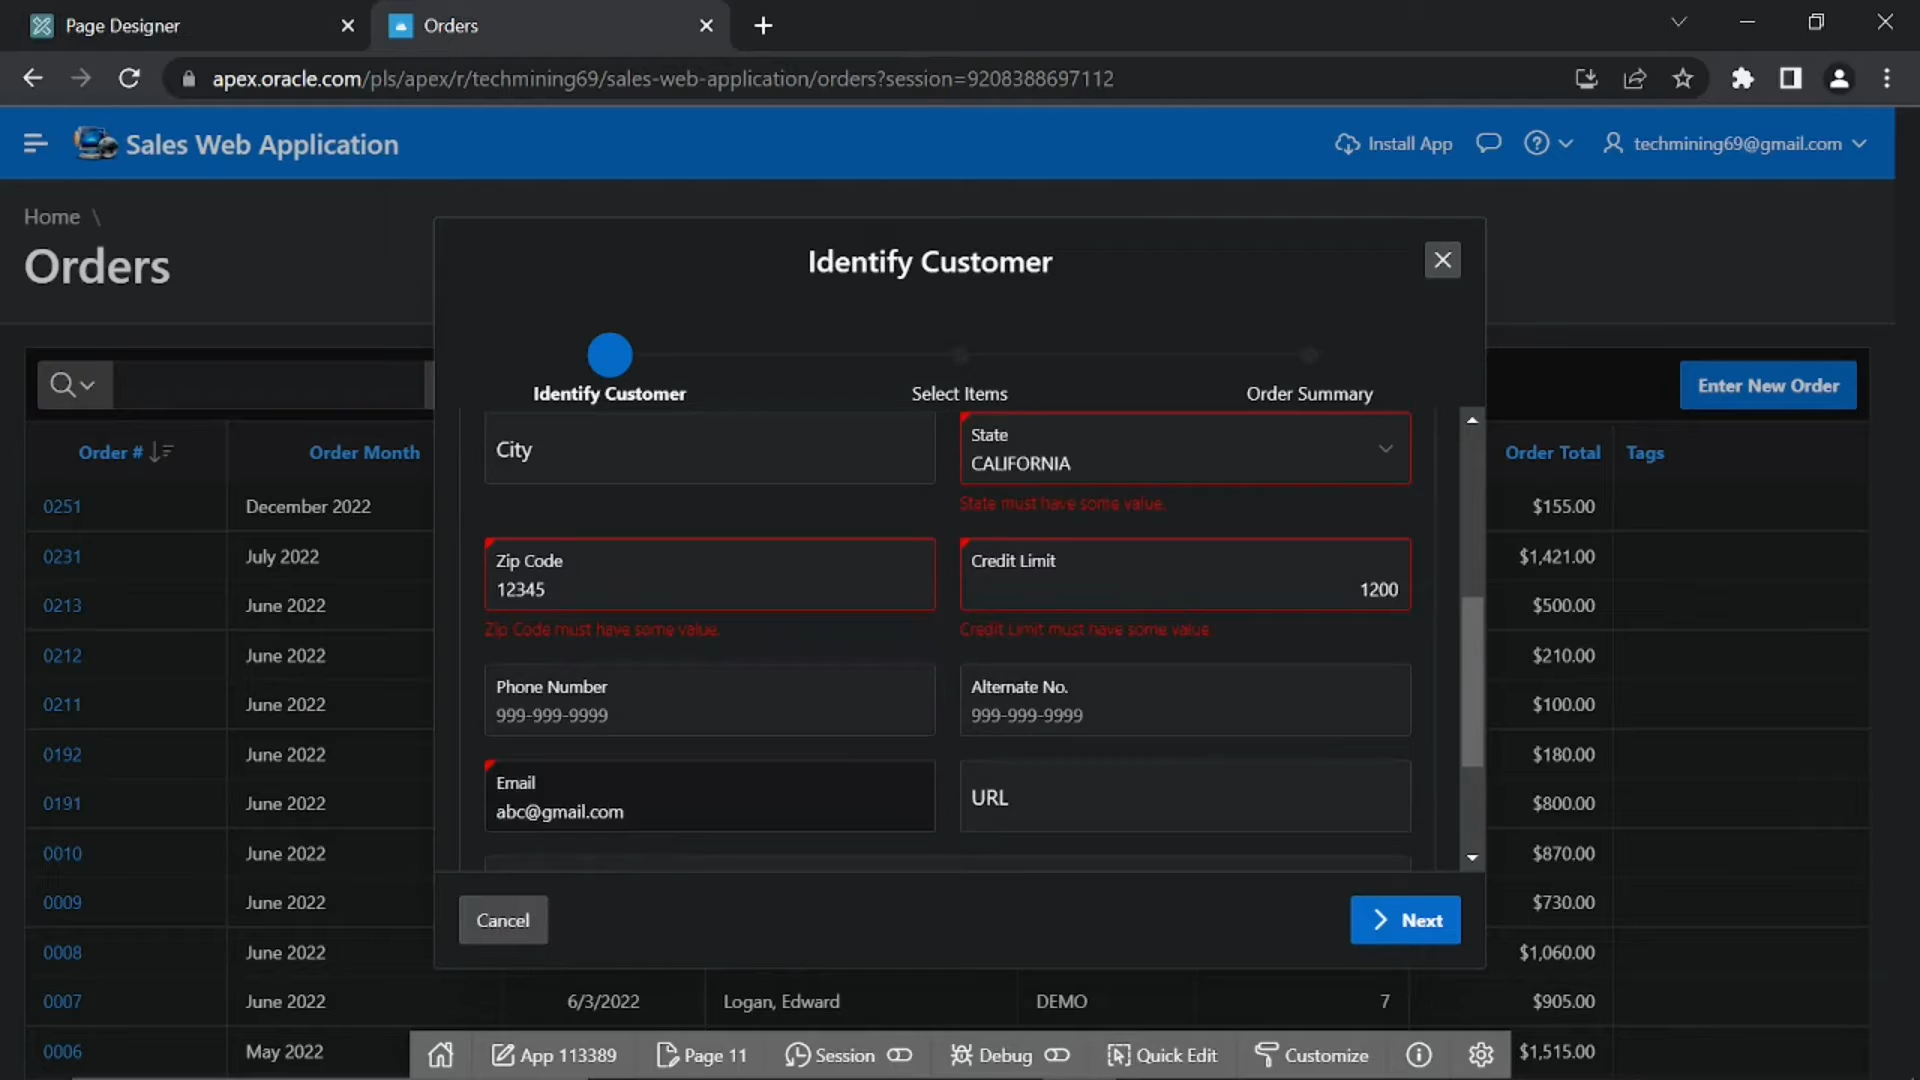 Page Designer
Orders
apex.oracle.com/pls/apex/r/techmining69/sales-web-application/orders?session=9208388697112
Sales Web Application
Install App
techmining69@gmail.com
Home \
Orders
Identify Customer
Identify Customer
Select Items
Order Summary
Enter New Order
Order #
Order Month
Order Total
Tags
0251
December 2022
$155.00
0231
July 2022
$1,421.00
0213
June 2022
$500.00
0212
June 2022
$210.00
0211
June 2022
$100.00
0192
June 2022
$180.00
0191
June 2022
$800.00
0010
June 2022
$870.00
0009
June 2022
$730.00
0008
June 2022
$1,060.00
0007
June 2022
6/3/2022
Logan, Edward
DEMO
7
$905.00
0006
May 2022
$1,515.00
City
State
CALIFORNIA
State must have some value.
Zip Code
12345
Zip Code must have some value.
Credit Limit
1200
Credit Limit must have some value
Phone Number
999-999-9999
Alternate No.
999-999-9999
Email
abc@gmail.com
URL
Cancel
Next
App 113389
Page 11
Session
Debug
Quick Edit
Customize